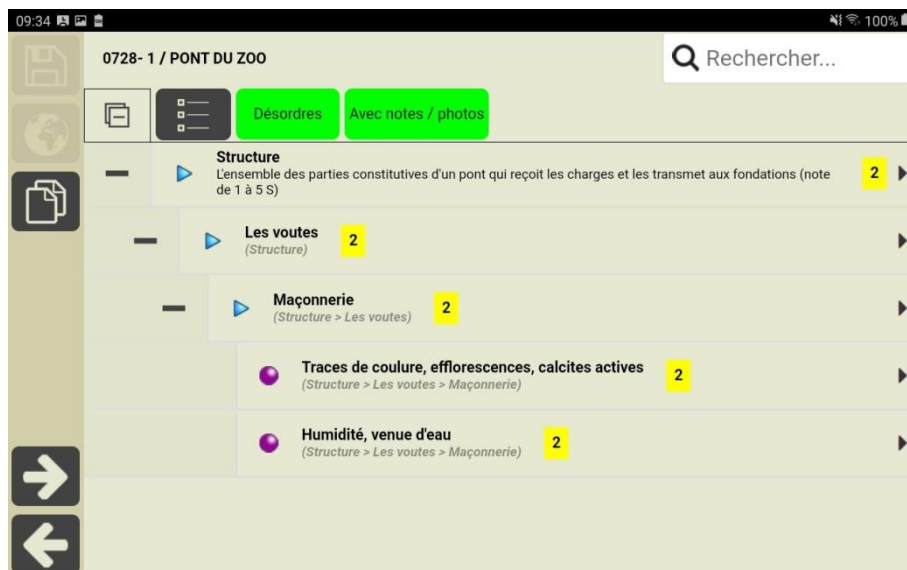 09:34 100%
0728- 1 / PONT DU ZOO
Rechercher...
Désordres
Avec notes / photos
Structure
L'ensemble des parties constitutives d'un pont qui reçoit les charges et les transmet aux fondations (note
de 1 à 5 S)
2
Les voutes
(Structure)
2
Maçonnerie
(Structure > Les voutes)
2
Traces de coulure, efflorescences, calcites actives
(Structure > Les voutes > Maçonnerie)
2
Humidité, venue d'eau
(Structure > Les voutes > Maçonnerie)
2